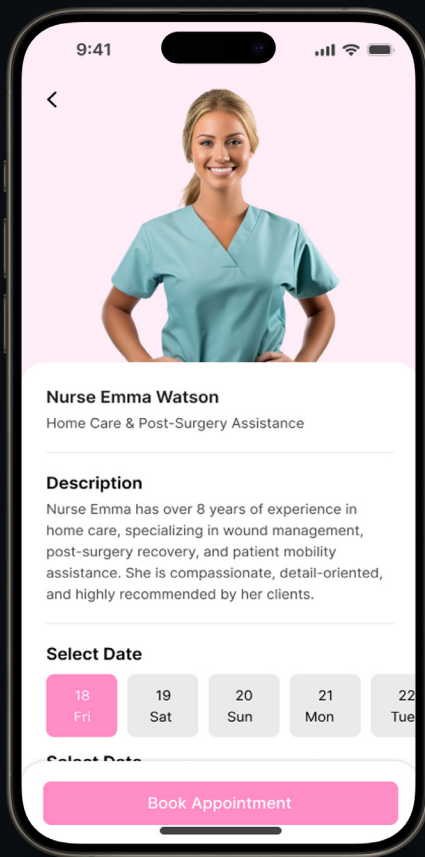 9:41
Nurse Emma Watson
Home Care & Post-Surgery Assistance
Description
Nurse Emma has over 8 years of experience in
home care, specializing in wound management,
post-surgery recovery, and patient mobility
assistance. She is compassionate, detail-oriented,
and highly recommended by her clients.
Select Date
18 19 20 21 22
Fri Sat Sun Mon Tue
Select Date
Book Appointment